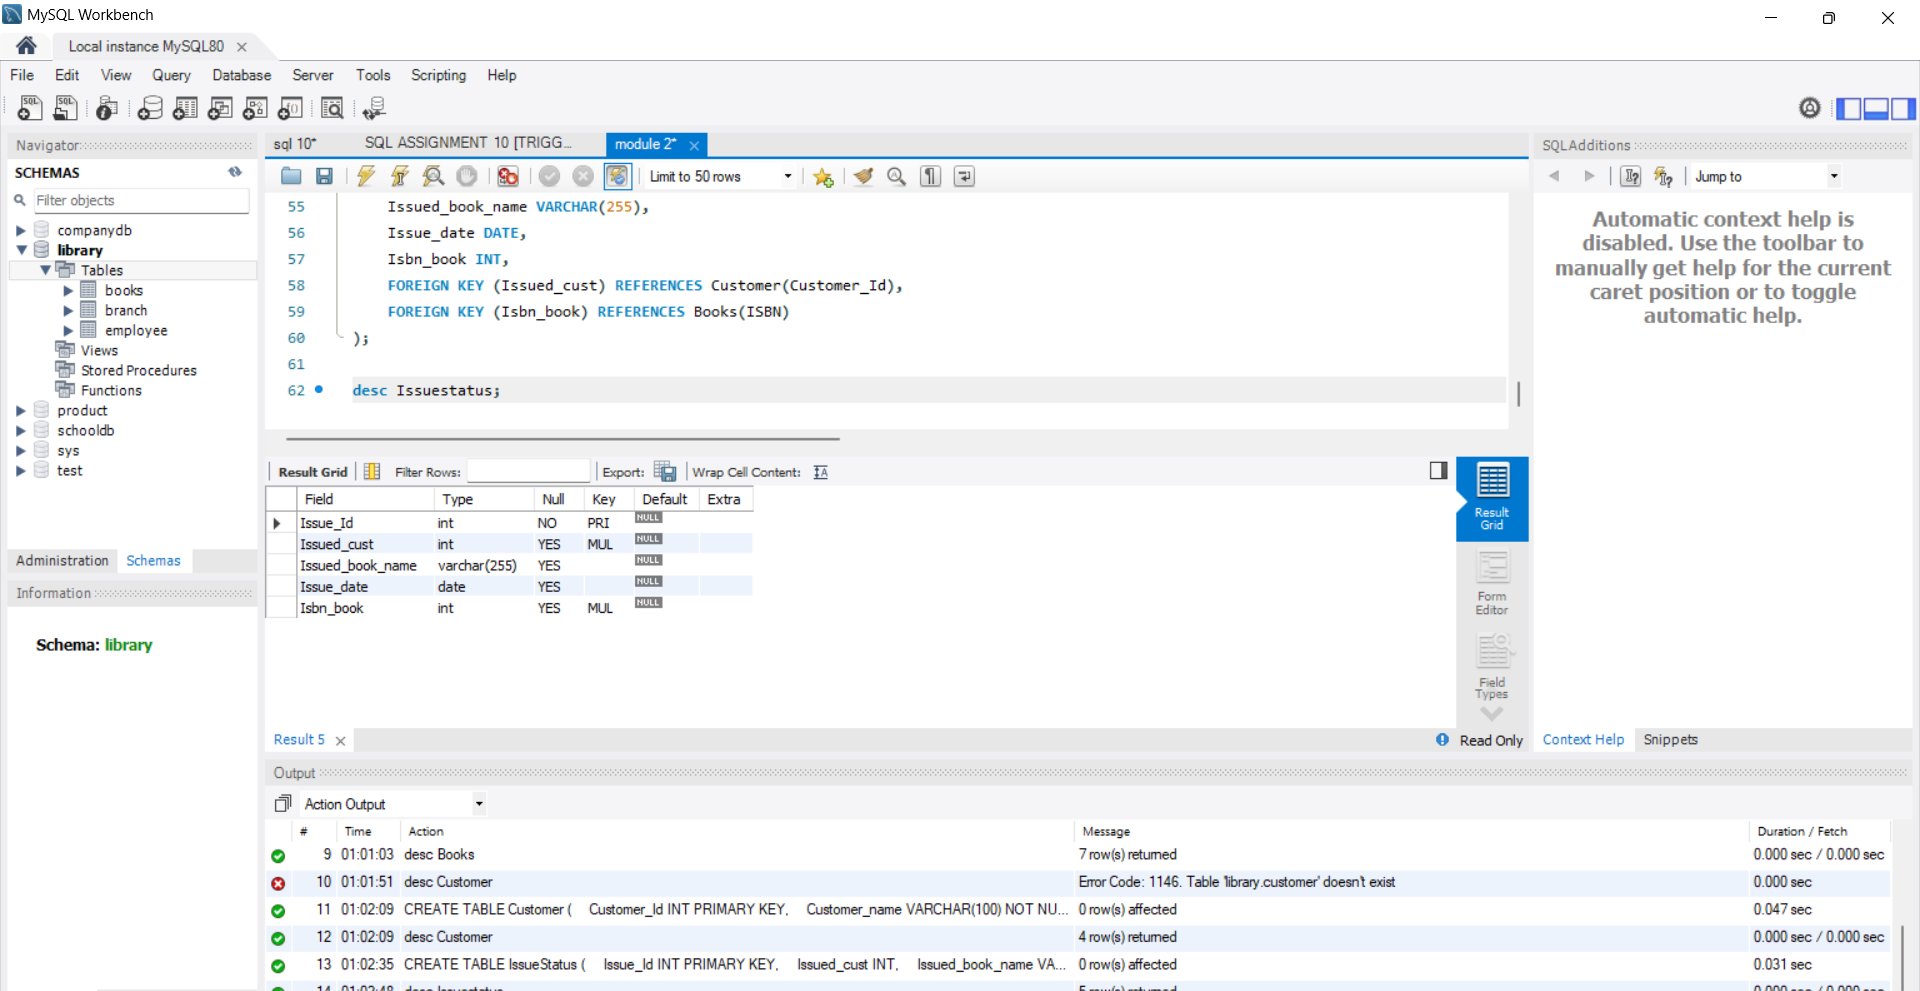 MySQL Workbench
Local instance MySQL80
File Edit View Query Database Server Tools Scripting Help
Navigator
SCHEMAS
Filter objects
companydb
library
Tables
books
branch
employee
Views
Stored Procedures
Functions
product
schooldb
sys
test
Administration Schemas
Information
Schema: library
sql 10* SQL ASSIGNMENT 10 [TRIGG... module 2*
Limit to 50 rows
55 Issued_book_name VARCHAR(255),
56 Issue_date DATE,
57 Isbn_book INT,
58 FOREIGN KEY (Issued_cust) REFERENCES Customer(Customer_Id),
59 FOREIGN KEY (Isbn_book) REFERENCES Books(ISBN)
60 );
61
62 desc Issuestatus;
Result Grid Filter Rows: Export: Wrap Cell Content:
Field Type Null Key Default Extra
Issue_Id int NO PRI NULL
Issued_cust int YES MUL NULL
Issued_book_name varchar(255) YES NULL
Issue_date date YES NULL
Isbn_book int YES MUL NULL
Result Grid
Form Editor
Field Types
Result 5
Read Only
SQLAdditions
Jump to
Automatic context help is
disabled. Use the toolbar to
manually get help for the current
caret position or to toggle
automatic help.
Context Help Snippets
Output
Action Output
# Time Action Message Duration / Fetch
9 01:01:03 desc Books 7 row(s) returned 0.000 sec / 0.000 sec
10 01:01:51 desc Customer Error Code: 1146. Table 'library.customer' doesn't exist 0.000 sec
11 01:02:09 CREATE TABLE Customer ( Customer_Id INT PRIMARY KEY, Customer_name VARCHAR(100) NOT NU... 0 row(s) affected 0.047 sec
12 01:02:09 desc Customer 4 row(s) returned 0.000 sec / 0.000 sec
13 01:02:35 CREATE TABLE IssueStatus ( Issue_Id INT PRIMARY KEY, Issued_cust INT, Issued_book_name VA... 0 row(s) affected 0.031 sec
14 01:02:48 desc Issuestatus 5 row(s) returned